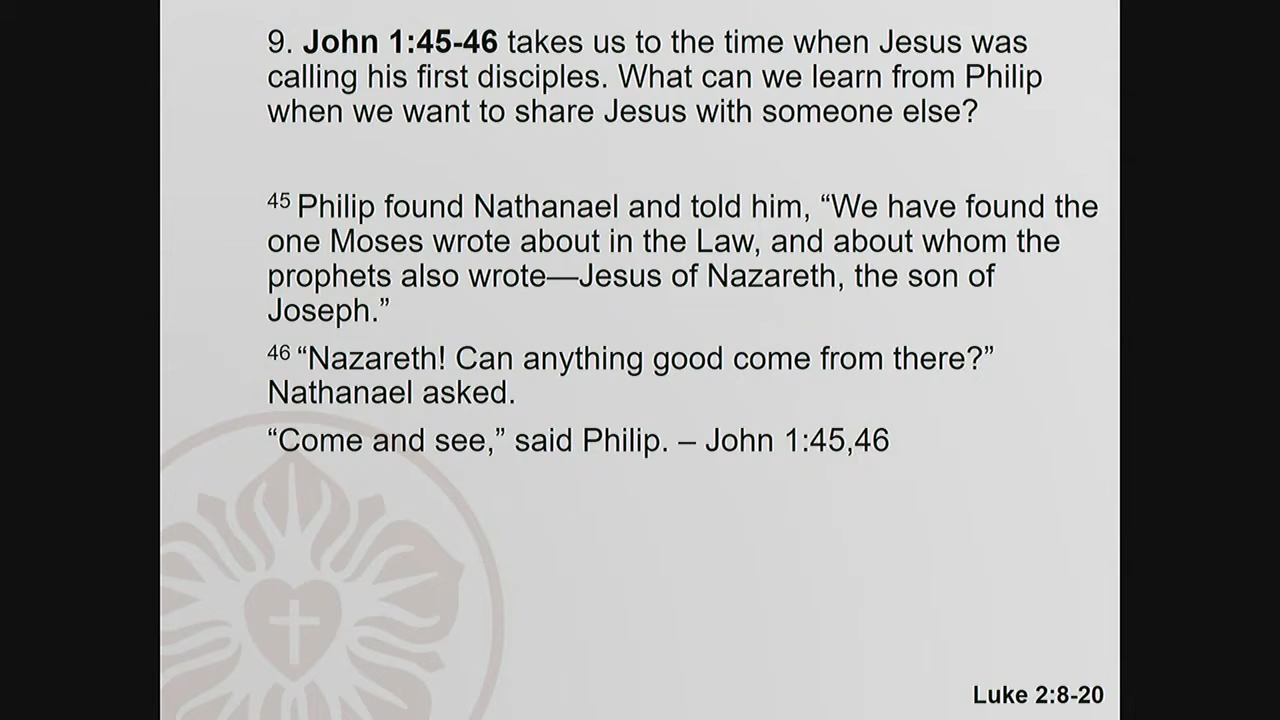 9. John 1:45-46 takes us to the time when Jesus was
calling his first disciples. What can we learn from Philip
when we want to share Jesus with someone else?
45 Philip found Nathanael and told him, “We have found the
one Moses wrote about in the Law, and about whom the
prophets also wrote—Jesus of Nazareth, the son of
Joseph.”
46 “Nazareth! Can anything good come from there?”
Nathanael asked.
“Come and see,” said Philip. – John 1:45,46
Luke 2:8-20